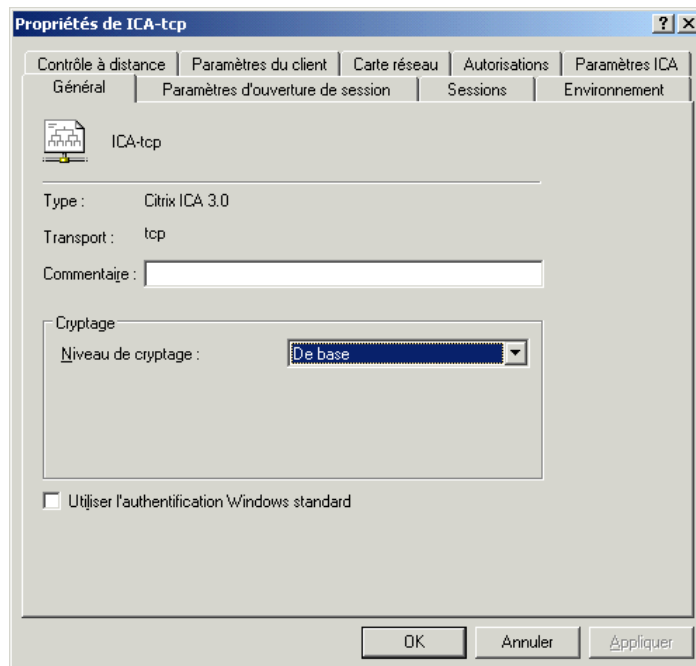 Propriétés de ICA-tcp
Contrôle à distance Paramètres du client Carte réseau Autorisations Paramètres ICA
Général Paramètres d'ouverture de session Sessions Environnement
ICA-tcp
Type : Citrix ICA 3.0
Transport : tcp
Commentaire :
Cryptage
Niveau de cryptage : De base
Utiliser l'authentification Windows standard
OK Annuler Appliquer